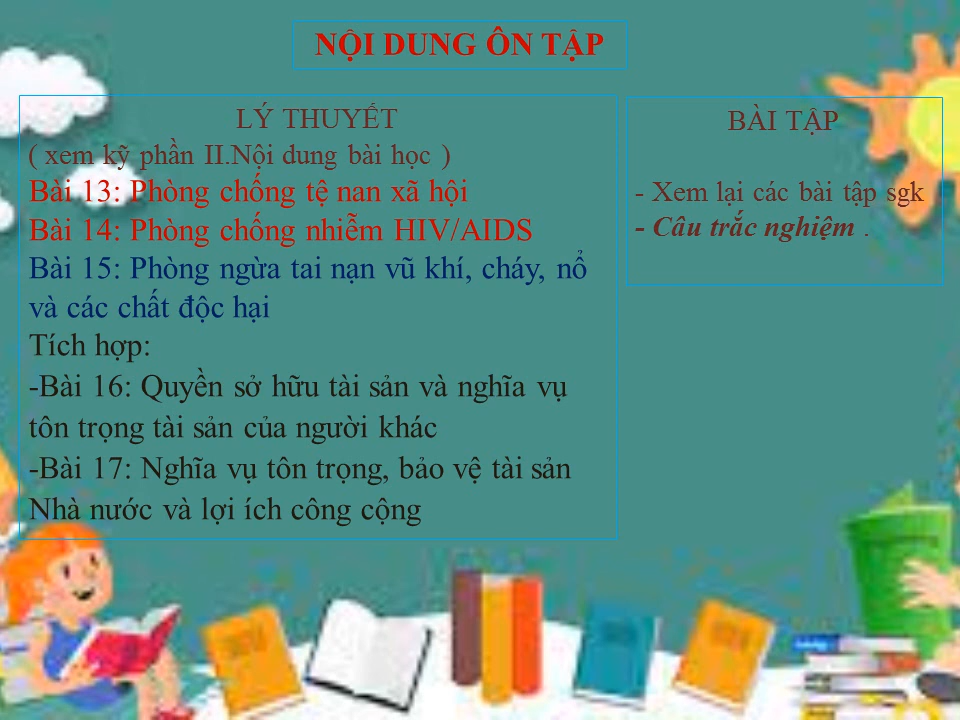 NỘI DUNG ÔN TẬP
LÝ THUYẾT
( xem kỹ phần II.Nội dung bài học )
Bài 13: Phòng chống tệ nan xã hội
Bài 14: Phòng chống nhiễm HIV/AIDS
Bài 15: Phòng ngừa tai nạn vũ khí, cháy, nổ
và các chất độc hại
Tích hợp:
-Bài 16: Quyền sở hữu tài sản và nghĩa vụ
tôn trọng tài sản của người khác
-Bài 17: Nghĩa vụ tôn trọng, bảo vệ tài sản
Nhà nước và lợi ích công cộng
BÀI TẬP
- Xem lại các bài tập sgk
- Câu trắc nghiệm .